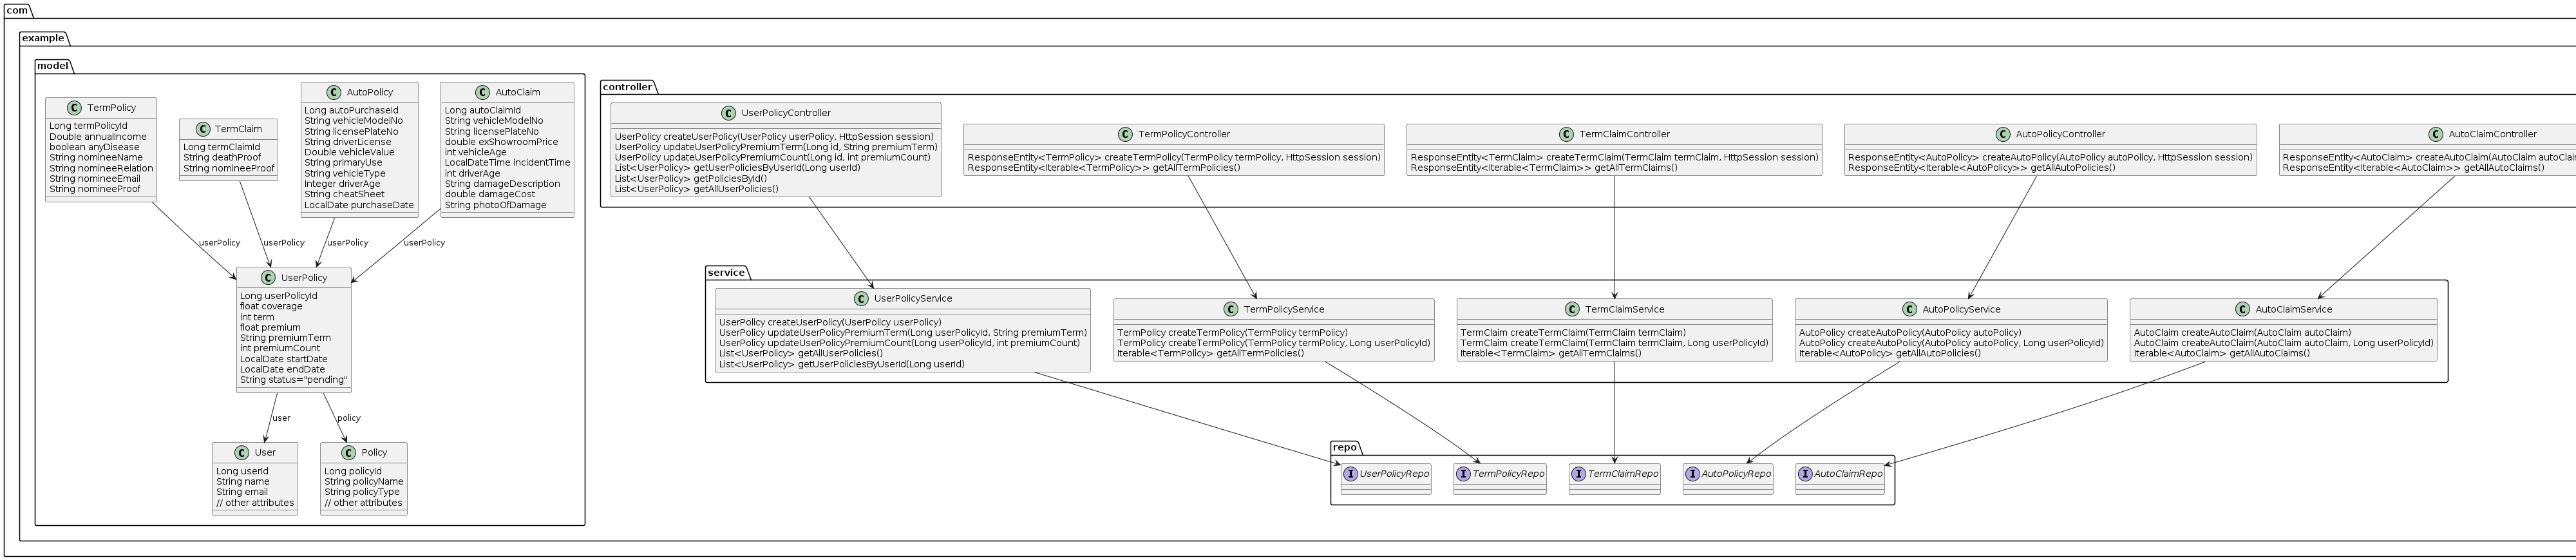 com
example
model
C TermPolicy
Long termPolicyId
Double annualIncome
boolean anyDisease
String nomineeName
String nomineeRelation
String nomineeEmail
String nomineeProof
C TermClaim
Long termClaimId
String deathProof
String nomineeProof
C AutoPolicy
Long autoPurchaseId
String vehicleModelNo
String licensePlateNo
String driverLicense
Double vehicleValue
String primaryUse
String vehicleType
Integer driverAge
String cheatSheet
LocalDate purchaseDate
C AutoClaim
Long autoClaimId
String vehicleModelNo
String licensePlateNo
double exShowroomPrice
int vehicleAge
LocalDateTime incidentTime
int driverAge
String damageDescription
double damageCost
String photoOfDamage
userPolicy
userPolicy
userPolicy
userPolicy
C UserPolicy
Long userPolicyId
float coverage
int term
float premium
String premiumTerm
int premiumCount
LocalDate startDate
LocalDate endDate
String status="pending"
user
policy
C User
Long userId
String name
String email
// other attributes
C Policy
Long policyId
String policyName
String policyType
// other attributes
controller
C UserPolicyController
UserPolicy createUserPolicy(UserPolicy userPolicy, HttpSession session)
UserPolicy updateUserPolicyPremiumTerm(Long id, String premiumTerm)
UserPolicy updateUserPolicyPremiumCount(Long id, int premiumCount)
List<UserPolicy> getUserPoliciesByUserId(Long userId)
List<UserPolicy> getPoliciesById()
List<UserPolicy> getAllUserPolicies()
C TermPolicyController
ResponseEntity<TermPolicy> createTermPolicy(TermPolicy termPolicy, HttpSession session)
ResponseEntity<Iterable<TermPolicy>> getAllTermPolicies()
C TermClaimController
ResponseEntity<TermClaim> createTermClaim(TermClaim termClaim, HttpSession session)
ResponseEntity<Iterable<TermClaim>> getAllTermClaims()
C AutoPolicyController
ResponseEntity<AutoPolicy> createAutoPolicy(AutoPolicy autoPolicy, HttpSession session)
ResponseEntity<Iterable<AutoPolicy>> getAllAutoPolicies()
C AutoClaimController
ResponseEntity<AutoClaim> createAutoClaim(AutoClaim
ResponseEntity<Iterable<AutoClaim>> getAllAutoClaims()
service
C UserPolicyService
UserPolicy createUserPolicy(UserPolicy userPolicy)
UserPolicy updateUserPolicyPremiumTerm(Long userPolicyId, String premiumTerm)
UserPolicy updateUserPolicyPremiumCount(Long userPolicyId, int premiumCount)
List<UserPolicy> getAllUserPolicies()
List<UserPolicy> getUserPoliciesByUserId(Long userId)
C TermPolicyService
TermPolicy createTermPolicy(TermPolicy termPolicy)
TermPolicy createTermPolicy(TermPolicy termPolicy, Long userPolicyId)
Iterable<TermPolicy> getAllTermPolicies()
C TermClaimService
TermClaim createTermClaim(TermClaim termClaim)
TermClaim createTermClaim(TermClaim termClaim, Long userPolicyId)
Iterable<TermClaim> getAllTermClaims()
C AutoPolicyService
AutoPolicy createAutoPolicy(AutoPolicy autoPolicy)
AutoPolicy createAutoPolicy(AutoPolicy autoPolicy, Long userPolicyId)
Iterable<AutoPolicy> getAllAutoPolicies()
C AutoClaimService
AutoClaim createAutoClaim(AutoClaim autoClaim)
AutoClaim createAutoClaim(AutoClaim autoClaim, Long userPolicyId)
Iterable<AutoClaim> getAllAutoClaims()
repo
I UserPolicyRepo
I TermPolicyRepo
I TermClaimRepo
I AutoPolicyRepo
I AutoClaimRepo